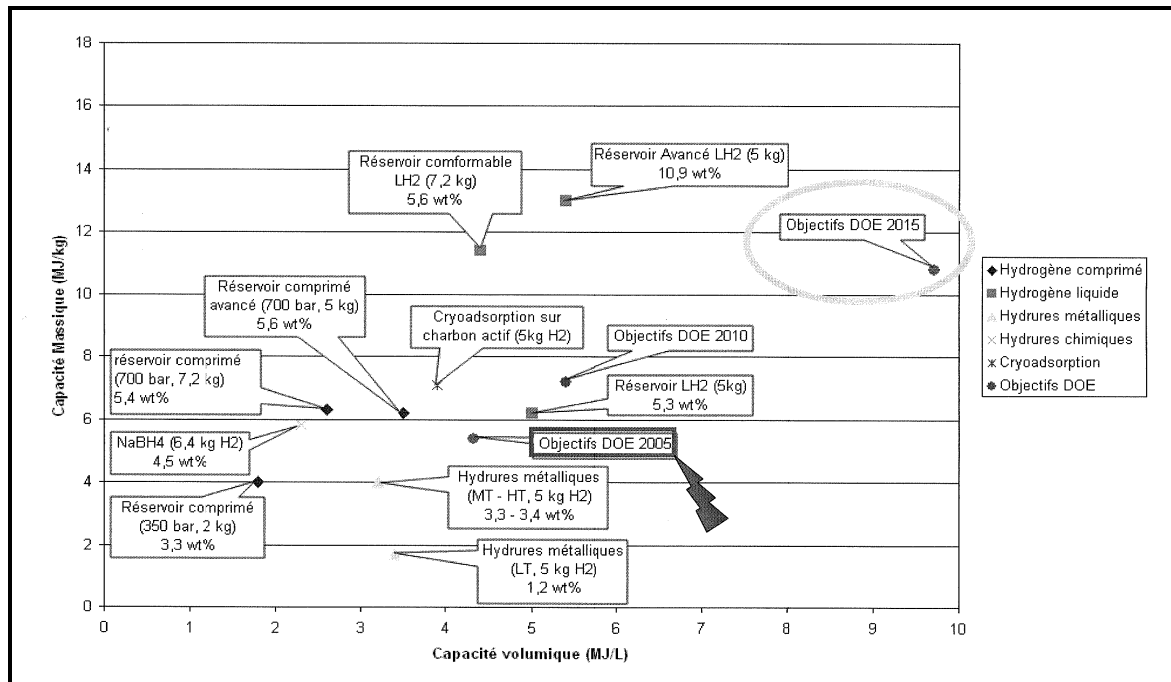 18
16
14
12
10
8
6
4
2
0
Capacité Massique (MJ/kg)
Réservoir comformable
LH2 (7,2 kg)
5,6 wt%
Réservoir Avancé LH2 (5 kg)
10,9 wt%
Objectifs DOE 2015
Réservoir comprimé
avancé (700 bar, 5 kg)
5,6 wt%
Cryoadsorption sur
charbon actif (5kg H2)
Objectifs DOE 2010
réservoir comprimé
(700 bar, 7,2 kg)
5,4 wt%
Réservoir LH2 (5kg)
5,3 wt%
NaBH4 (6,4 kg H2)
4,5 wt%
Objectifs DOE 2005
Hydrures métalliques
(MT - HT, 5 kg H2)
3,3 - 3,4 wt%
Réservoir comprimé
(350 bar, 2 kg)
3,3 wt%
Hydrures métalliques
(LT, 5 kg H2)
1,2 wt%
0 1 2 3 4 5 6 7 8 9 10
Capacité volumique (MJ/L)
Hydrogène comprimé
Hydrogène liquide
Hydrures métalliques
Hydrures chimiques
Cryoadsorption
Objectifs DOE